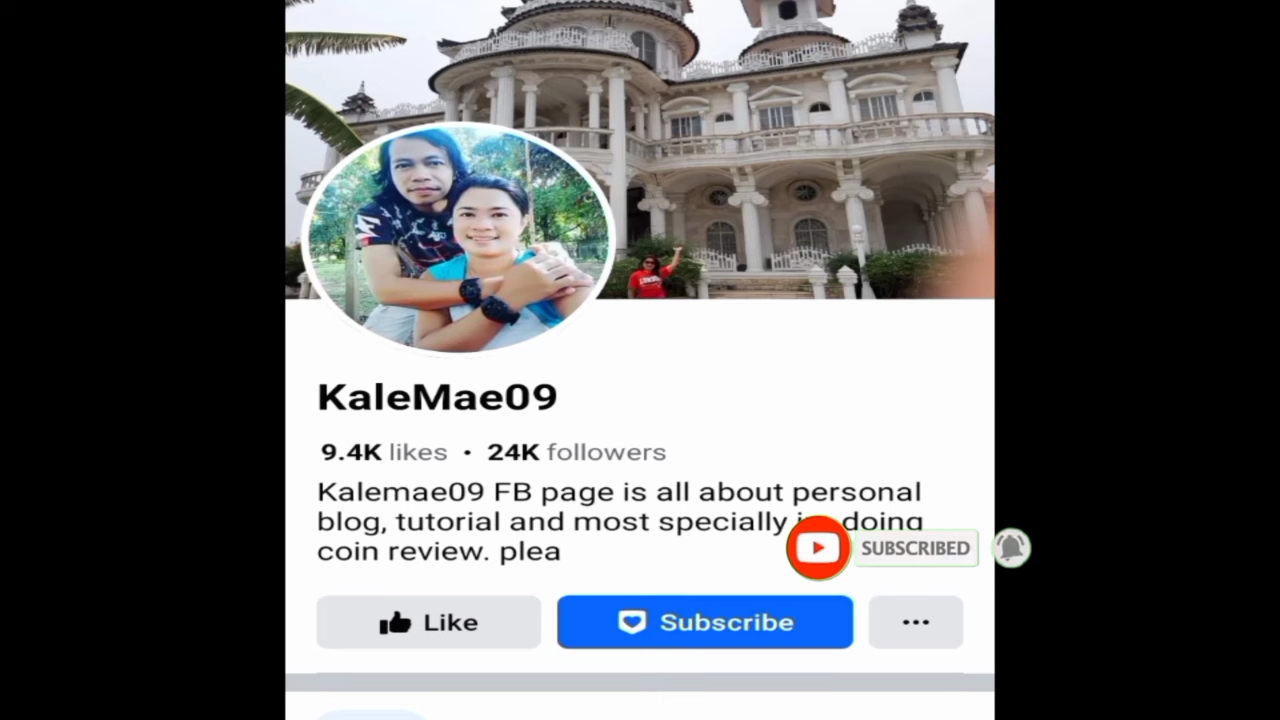 KaleMae09
9.4K likes • 24K followers
Kalemae09 FB page is all about personal
blog, tutorial and most specially doing
coin review. plea
SUBSCRIBED
Like
Subscribe